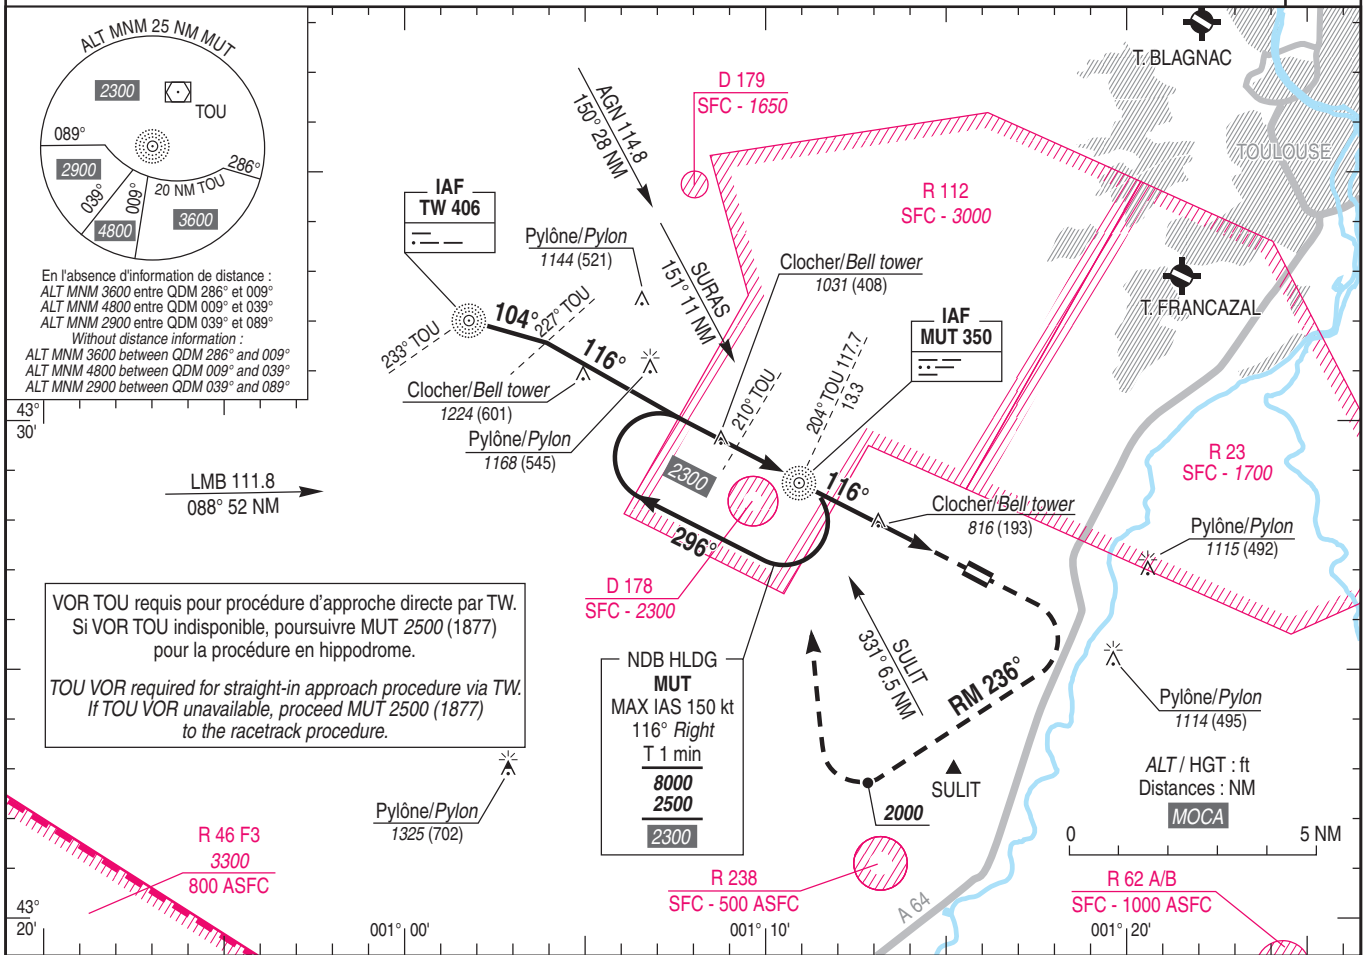 ALT MNM 25 NM MUT
2300
TOU
089°
286°
2900
20 NM TOU
039°
009°
3600
4800
En l'absence d'information de distance :
ALT MNM 3600 entre QDM 286° et 009°
ALT MNM 4800 entre QDM 009° et 039°
ALT MNM 2900 entre QDM 039° et 089°
Without distance information :
ALT MNM 3600 between QDM 286° and 009°
ALT MNM 4800 between QDM 009° and 039°
ALT MNM 2900 between QDM 039° and 089°
AGN 114.8
150° 28 NM
D 179
SFC - 1650
T. BLAGNAC
TOULOUSE
R 112
SFC - 3000
IAF
TW 406
Pylône/Pylon
1144 (521)
SURAS
151° 11 NM
Clocher/Bell tower
1031 (408)
T. FRANCAZAL
IAF
MUT 350
104°
227° TOU
233° TOU
116°
Clocher/Bell tower
1224 (601)
210° TOU
204° TOU 117.7
13.3
Pylône/Pylon
1168 (545)
43°
30'
R 23
SFC - 1700
LMB 111.8
088° 52 NM
2300
116°
Clocher/Bell tower
816 (193)
Pylône/Pylon
1115 (492)
296°
D 178
SFC - 2300
VOR TOU requis pour procédure d'approche directe par TW.
Si VOR TOU indisponible, poursuivre MUT 2500 (1877)
pour la procédure en hippodrome.
TOU VOR required for straight-in approach procedure via TW.
If TOU VOR unavailable, proceed MUT 2500 (1877)
to the racetrack procedure.
NDB HLDG
MUT
MAX IAS 150 kt
116° Right
T 1 min
8000
2500
2300
SULIT
331° 6.5 NM
RM 236°
Pylône/Pylon
1114 (495)
SULIT
2000
ALT / HGT : ft
Distances : NM
MOCA
0
5 NM
Pylône/Pylon
1325 (702)
R 46 F3
3300
800 ASFC
R 238
SFC - 500 ASFC
A 64
R 62 A/B
SFC - 1000 ASFC
43°
20'
001° 00'
001° 10'
001° 20'